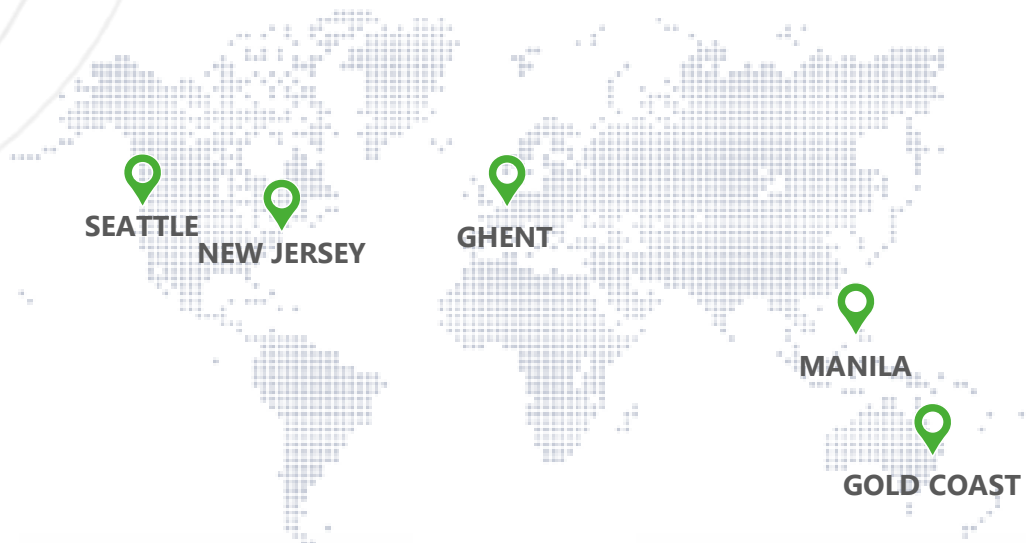 SEATTLE
NEW JERSEY
GHENT
MANILA
GOLD COAST